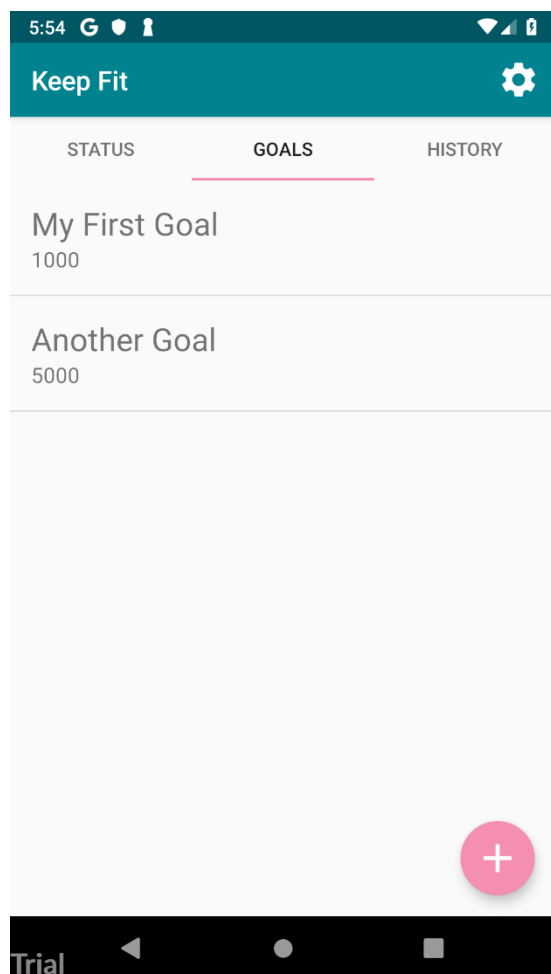 5:54 G
Keep Fit
STATUS GOALS HISTORY
My First Goal
1000
Another Goal
5000
Trial